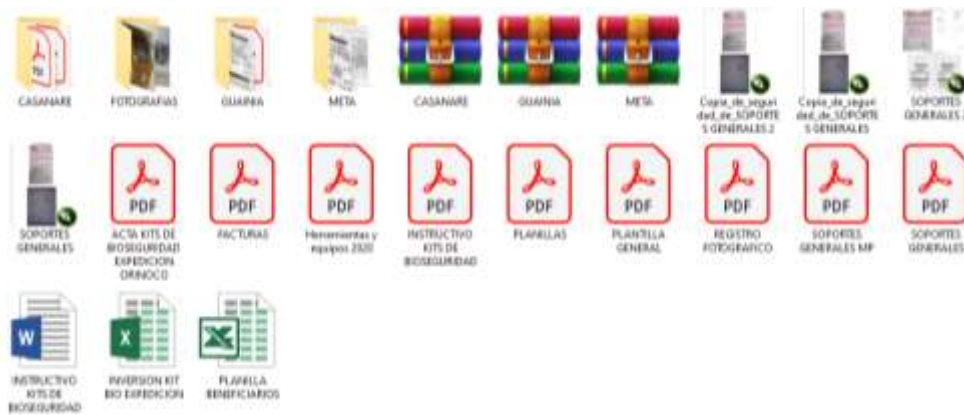 CASANARE
FOTOGRAFIAS
GUAINIA
META
CASANARE
GUAINIA
META
Copia_de_seguri
dad_de_SOPORTE
S GENERALES 2
Copia_de_seguri
dad_de_SOPORTE
S GENERALES
SOPORTES
GENERALES 2
SOPORTES
GENERALES
PDF
ACTA KITS DE
BIOSEGURIDAD
EXPEDICION
ORINOCO
PDF
FACTURAS
PDF
Herramientas y
equipos 2020
PDF
INSTRUCTIVO
KITS DE
BIOSEGURIDAD
PDF
PLANILLAS
PDF
PLANTILLA
GENERAL
PDF
REGISTRO
FOTOGRAFICO
PDF
SOPORTES
GENERALES MP
PDF
SOPORTES
GENERALES
W
INSTRUCTIVO
KITS DE
BIOSEGURIDAD
X
INVERSION KIT
BIO EXPEDICION
X
PLANILLA
BENEFICIARIOS